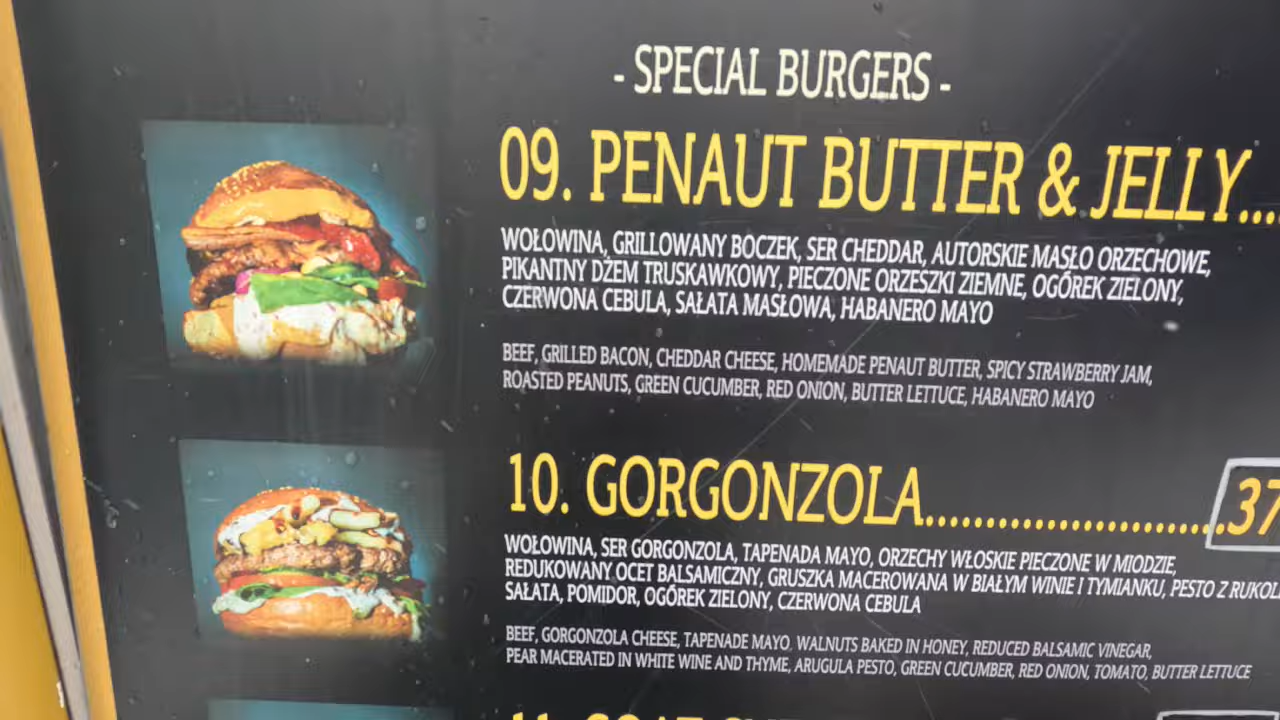 - SPECIAL BURGERS -
09. PENAUT BUTTER & JELLY...
WOŁOWINA, GRILLOWANY BOCZEK, SER CHEDDAR, AUTORSKIE MASŁO ORZECHOWE,
PIKANTNY DŻEM TRUSKAWKOWY, PIECZONE ORZESZKI ZIEMNE, OGÓREK ZIELONY,
CZERWONA CEBULA, SAŁATA MASŁOWA, HABANERO MAYO
BEEF, GRILLED BACON, CHEDDAR CHEESE, HOMEMADE PENAUT BUTTER, SPICY STRAWBERRY JAM,
ROASTED PEANUTS, GREEN CUCUMBER, RED ONION, BUTTER LETTUCE, HABANERO MAYO
10. GORGONZOLA..............................37
WOŁOWINA, SER GORGONZOLA, TAPENADA MAYO, ORZECHY WŁOSKIE PIECZONE W MIODZIE,
REDUKOWANY OCET BALSAMICZNY, GRUSZKA MACEROWANA W BIAŁYM WINIE I TYMIANKU, PESTO Z RUKOL
SAŁATA, POMIDOR, OGÓREK ZIELONY, CZERWONA CEBULA
BEEF, GORGONZOLA CHEESE, TAPENADE MAYO, WALNUTS BAKED IN HONEY, REDUCED BALSAMIC VINEGAR,
PEAR MACERATED IN WHITE WINE AND THYME, ARUGULA PESTO, GREEN CUCUMBER, RED ONION, TOMATO, BUTTER LETTUCE